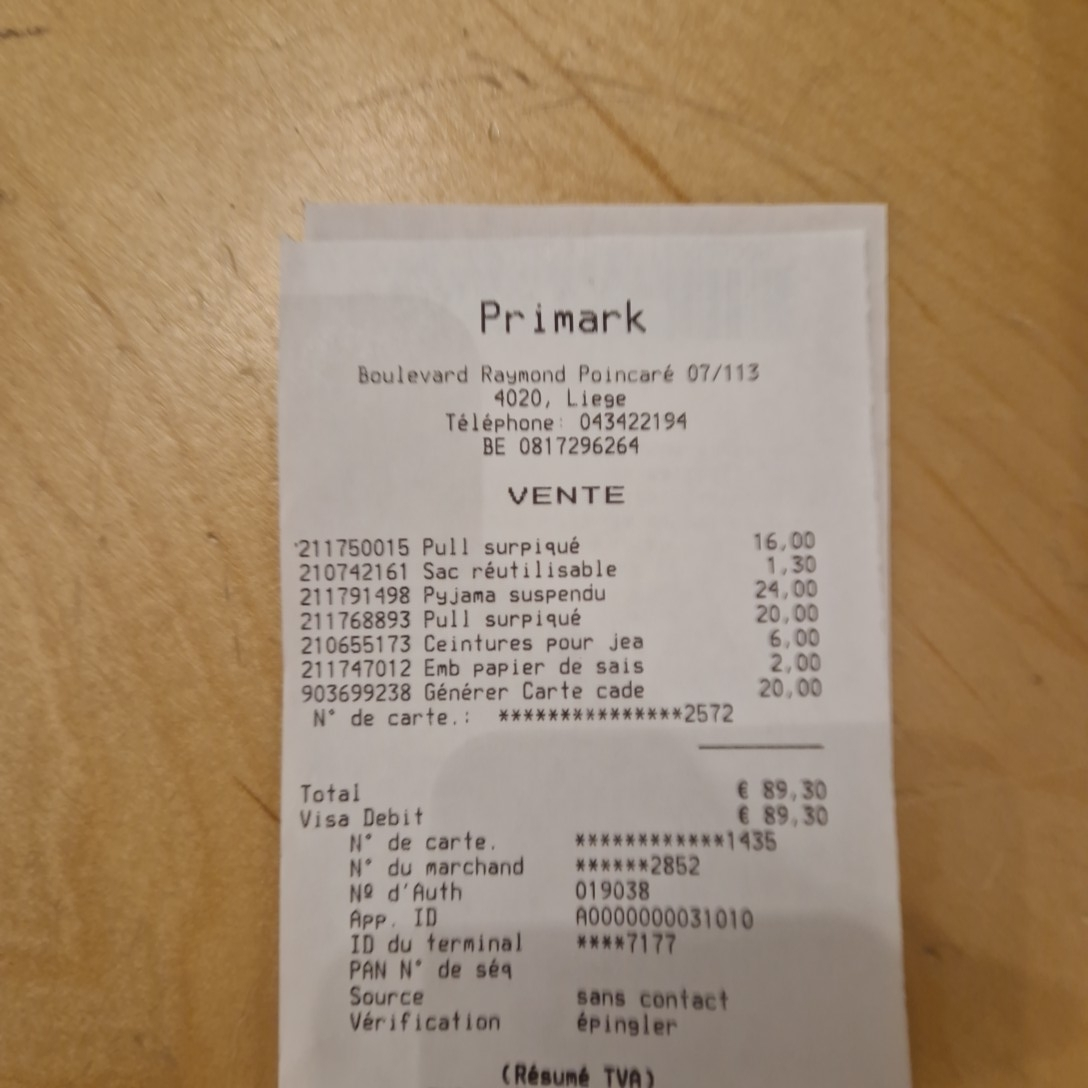 Primark
Boulevard Raymond Poincaré 07/113
4020, Liege
Téléphone: 043422194
BE 0817296264
VENTE
211750015 Pull surpiqué 16,00
210742161 Sac réutilisable 1,30
211791498 Pyjama suspendu 24,00
211768893 Pull surpiqué 20,00
210655173 Ceintures pour jea 6,00
211747012 Emb papier de sais 2,00
903699238 Générer Carte cade 20,00
N° de carte.: ***************2572
Total € 89,30
Visa Debit € 89,30
N° de carte. ************1435
N° du marchand ******2852
Nº d'Auth 019038
App. ID A0000000031010
ID du terminal ****7177
PAN N° de séq
Source sans contact
Vérification épingler
(Résumé TVA)